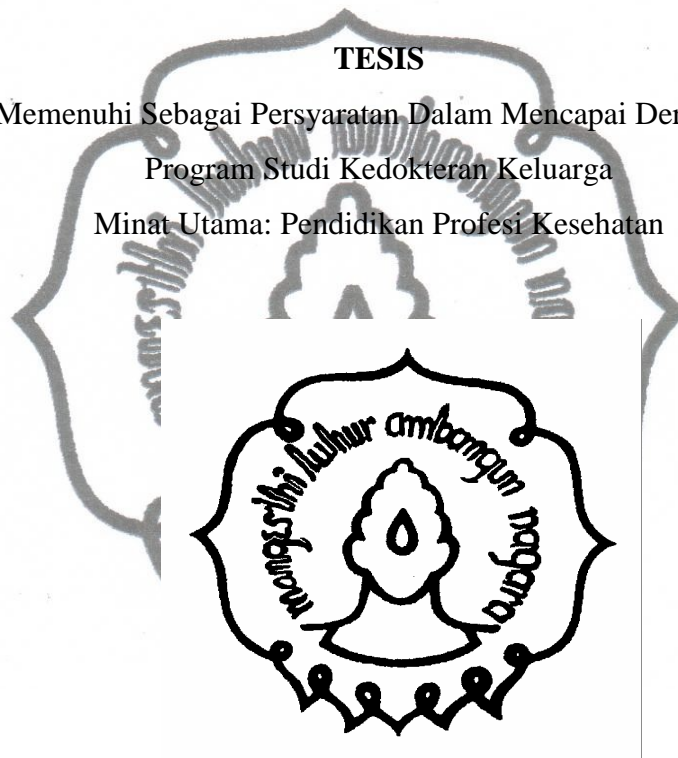 TESIS
Memenuhi Sebagai Persyaratan Dalam Mencapai
Program Studi Kedokteran Keluarga
Minat Utama: Pendidikan Profesi Kesehatan
mangesthi luhur ambangun nagara